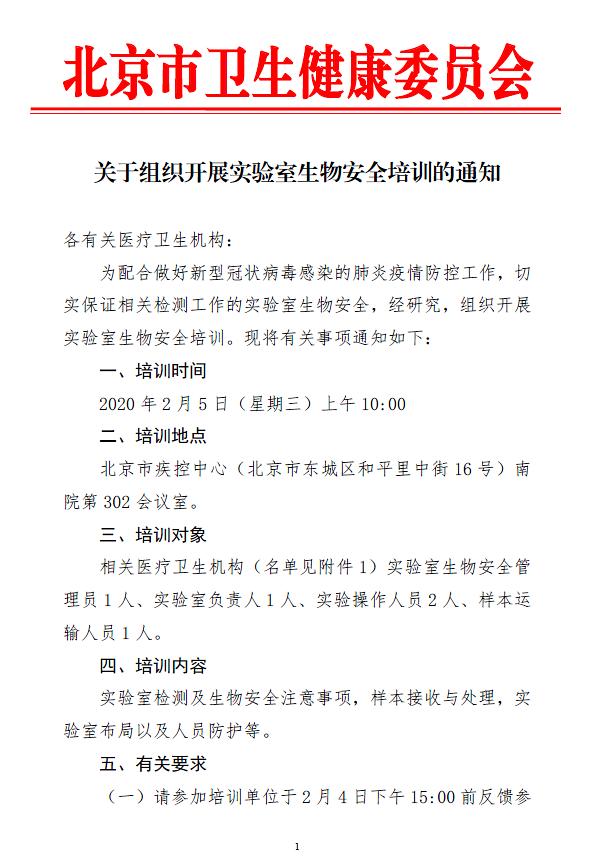 北京市卫生健康委员会
关于组织开展实验室生物安全培训的通知
各有关医疗卫生机构：
为配合做好新型冠状病毒感染的肺炎疫情防控工作，切
实保证相关检测工作的实验室生物安全，经研究，组织开展
实验室生物安全培训。现将有关事项通知如下：
一、培训时间
2020 年 2 月 5 日（星期三）上午 10:00
二、培训地点
北京市疾控中心（北京市东城区和平里中街 16 号）南
院第 302 会议室。
三、培训对象
相关医疗卫生机构（名单见附件 1）实验室生物安全管
理员 1 人、实验室负责人 1 人、实验操作人员 2 人、样本运
输人员 1 人。
四、培训内容
实验室检测及生物安全注意事项，样本接收与处理，实
验室布局以及人员防护等。
五、有关要求
（一）请参加培训单位于 2 月 4 日下午 15:00 前反馈参
1